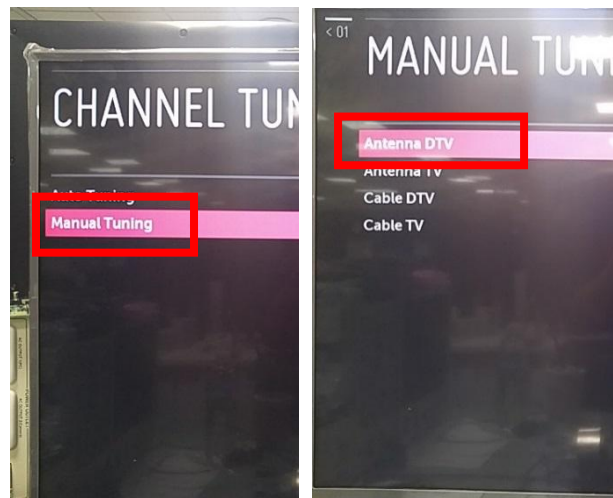 CHANNEL TUN
Auto Tuning
Manual Tuning
< 01
MANUAL TUN
Antenna DTV
Antenna TV
Cable DTV
Cable TV